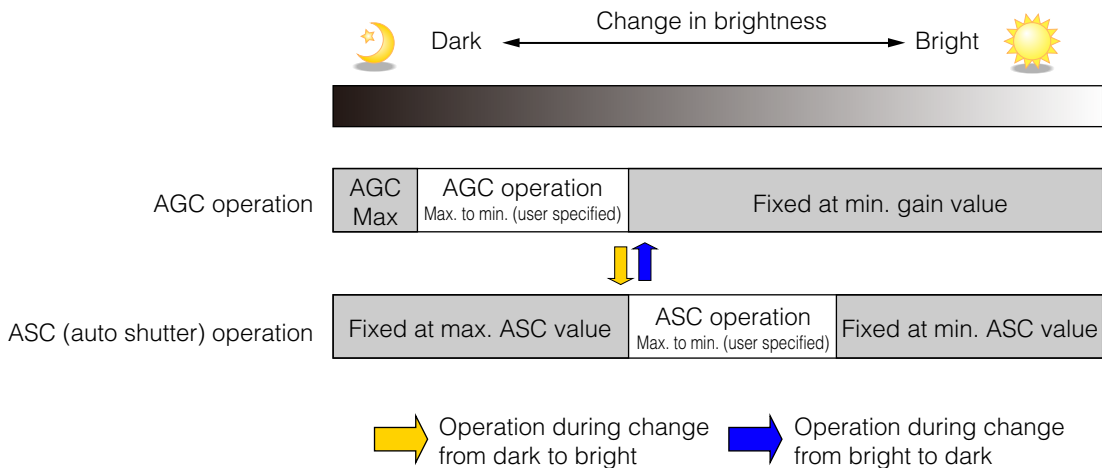 Change in brightness
Dark
Bright
AGC operation
AGC
Max
AGC operation
Max. to min. (user specified)
Fixed at min. gain value
ASC (auto shutter) operation
Fixed at max. ASC value
ASC operation
Max. to min. (user specified)
Fixed at min. ASC value
Operation during change
from dark to bright
Operation during change
from bright to dark